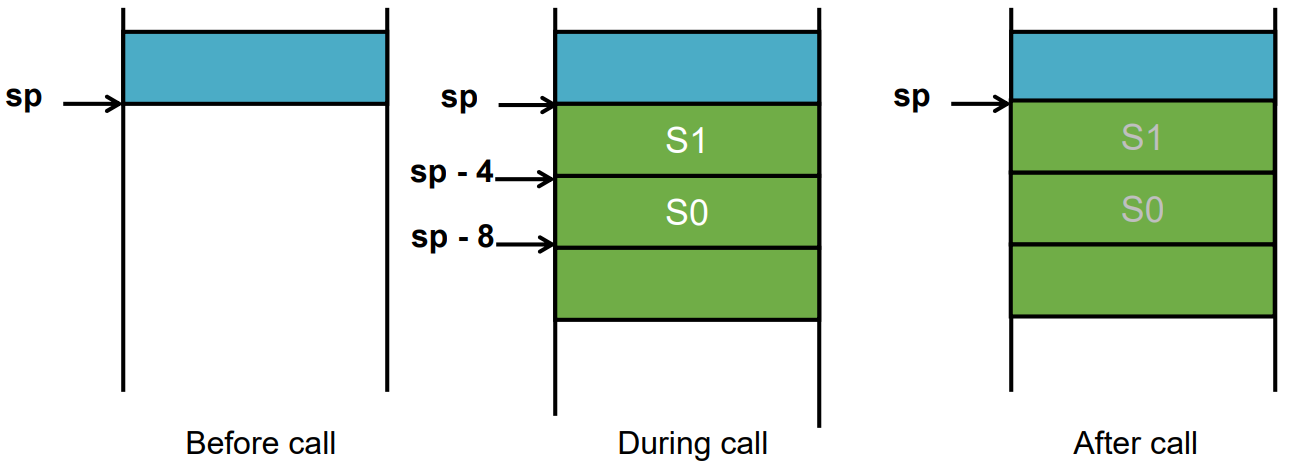 sp
Before call
sp
sp - 4
sp - 8
S1
S0
During call
sp
S1
S0
After call